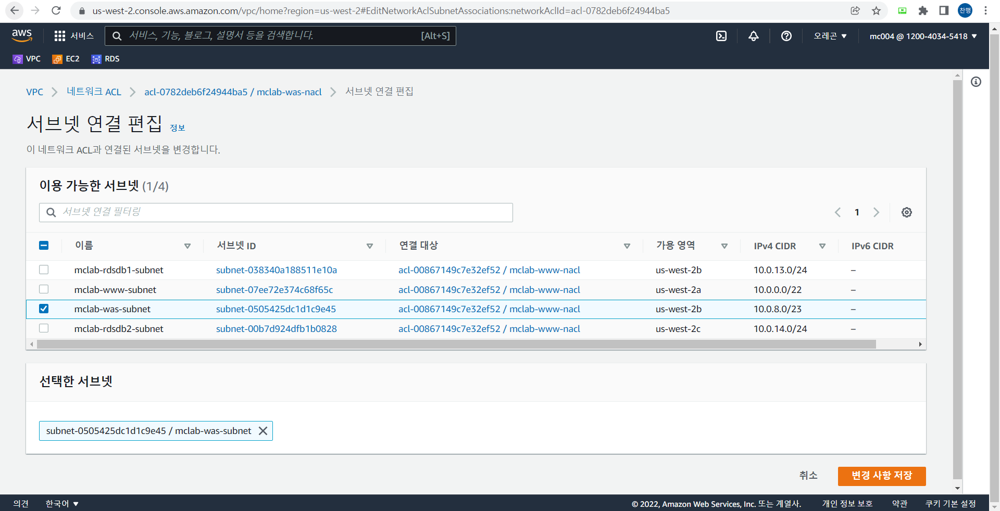 us-west-2.console.aws.amazon.com/vpc/home?region=us-west-2#EditNetworkAclSubnetAssociations:networkAclId=acl-0782deb6f24944ba5
찬행
aws 서비스 서비스, 기능, 블로그, 설명서 등을 검색합니다. [Alt+S] 오레곤 ▼ mc004 @ 1200-4034-5418 ▼
VPC EC2 RDS
VPC > 네트워크 ACL > acl-0782deb6f24944ba5 / mclab-was-nacl > 서브넷 연결 편집
서브넷 연결 편집 정보
이 네트워크 ACL과 연결된 서브넷을 변경합니다.
이용 가능한 서브넷 (1/4)
서브넷 연결 필터링 1
이름 서브넷 ID 연결 대상 가용 영역 IPv4 CIDR IPv6 CIDR
mclab-rdsdb1-subnet subnet-038340a188511e10a acl-00867149c7e32ef52 / mclab-www-nacl us-west-2b 10.0.13.0/24 –
mclab-www-subnet subnet-07ee72e374c68f65c acl-00867149c7e32ef52 / mclab-www-nacl us-west-2a 10.0.0.0/22 –
mclab-was-subnet subnet-0505425dc1d1c9e45 acl-00867149c7e32ef52 / mclab-www-nacl us-west-2b 10.0.8.0/23 –
mclab-rdsdb2-subnet subnet-00b7d924dfb1b0828 acl-00867149c7e32ef52 / mclab-www-nacl us-west-2c 10.0.14.0/24 –
선택한 서브넷
subnet-0505425dc1d1c9e45 / mclab-was-subnet
취소 변경 사항 저장
의견 한국어 ▼ © 2022, Amazon Web Services, Inc. 또는 계열사. 개인 정보 보호 약관 쿠키 기본 설정